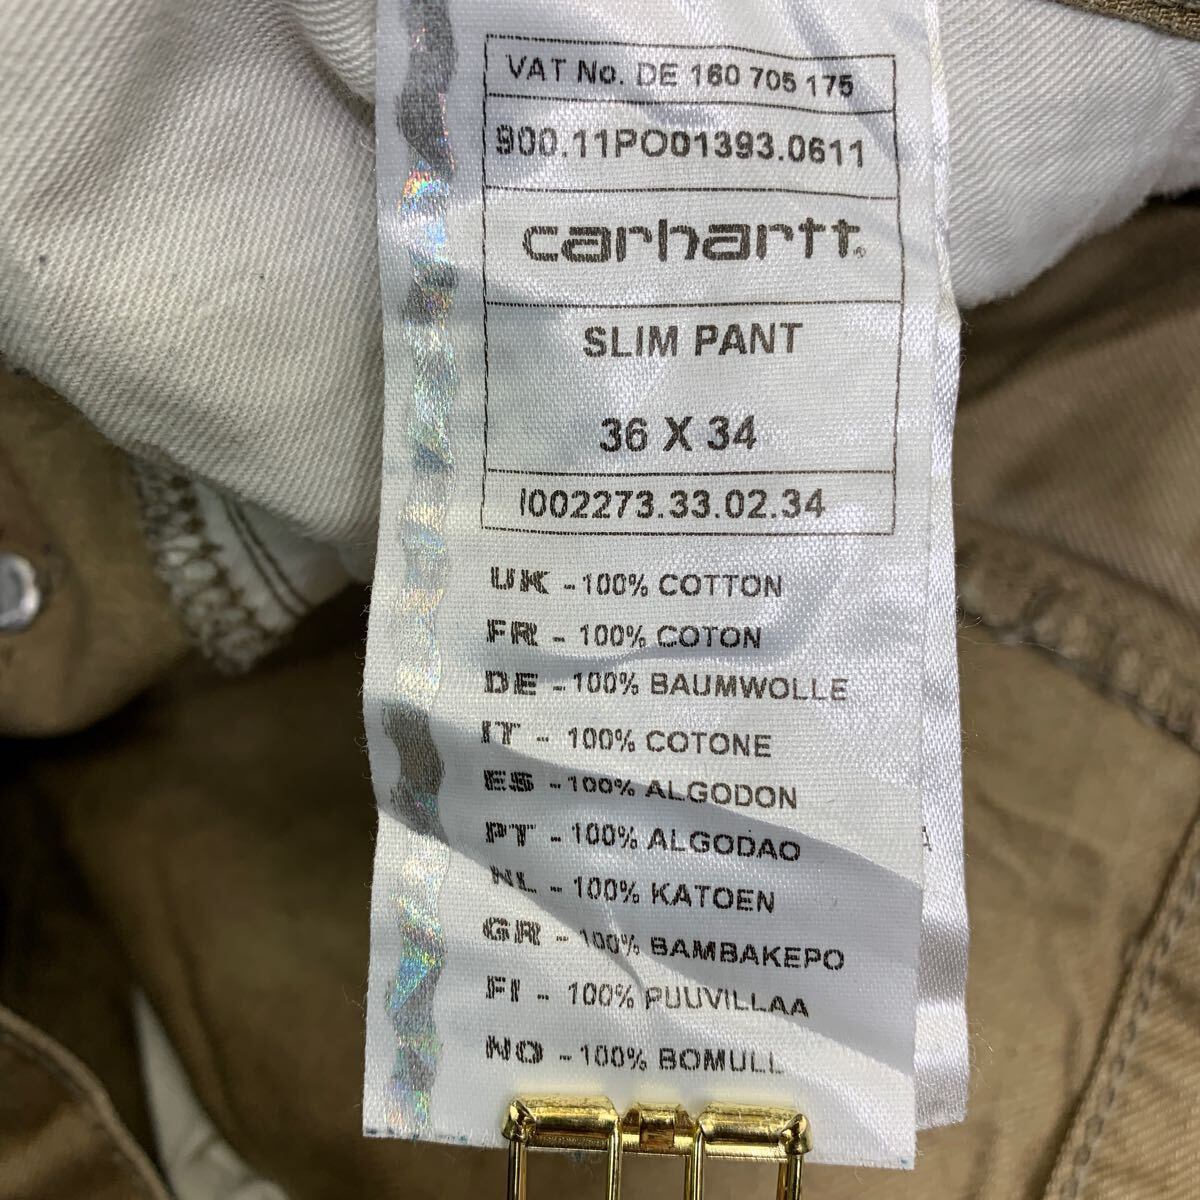 VAT No. DE 160 705 175
900.11PO01393.0611
carhartt®
SLIM PANT
36 X 34
I002273.33.02.34
UK - 100% COTTON
FR - 100% COTON
DE - 100% BAUMWOLLE
IT - 100% COTONE
ES - 100% ALGODON
PT - 100% ALGODAO
NL - 100% KATOEN
GR - 100% BAMBAKEPO
FI - 100% PUUVILLAA
NO - 100% BOMULL